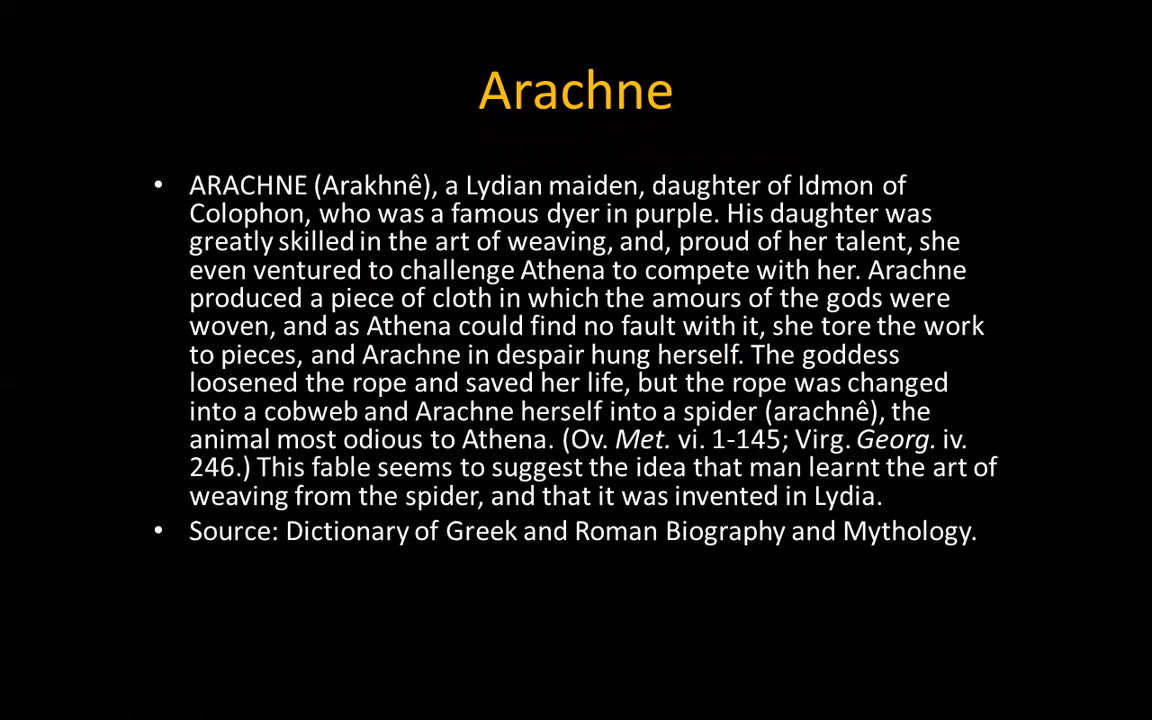 Arachne
• ARACHNE (Arakhnê), a Lydian maiden, daughter of Idmon of
Colophon, who was a famous dyer in purple. His daughter was
greatly skilled in the art of weaving, and, proud of her talent, she
even ventured to challenge Athena to compete with her. Arachne
produced a piece of cloth in which the amours of the gods were
woven, and as Athena could find no fault with it, she tore the work
to pieces, and Arachne in despair hung herself. The goddess
loosened the rope and saved her life, but the rope was changed
into a cobweb and Arachne herself into a spider (arachnê), the
animal most odious to Athena. (Ov. Met. vi. 1-145; Virg. Georg. iv.
246.) This fable seems to suggest the idea that man learnt the art of
weaving from the spider, and that it was invented in Lydia.
• Source: Dictionary of Greek and Roman Biography and Mythology.